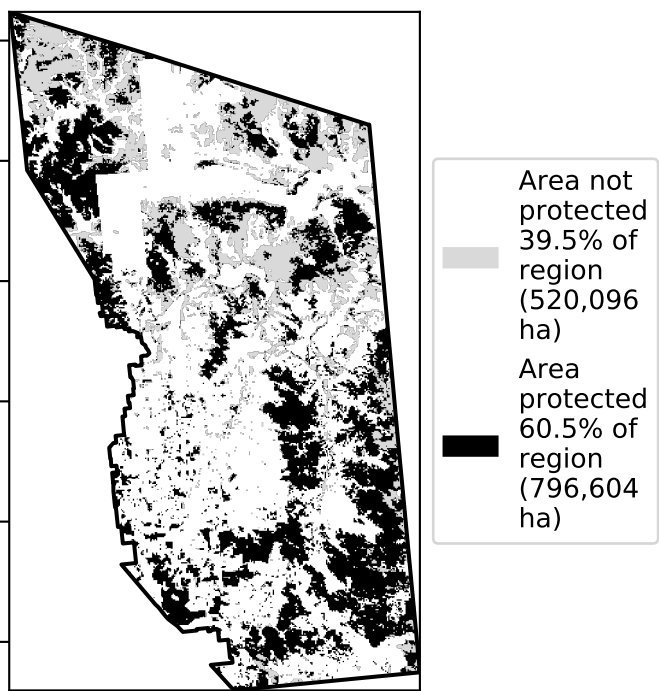 Area not
protected
39.5% of
region
(520,096
ha)
Area
protected
60.5% of
region
(796,604
ha)